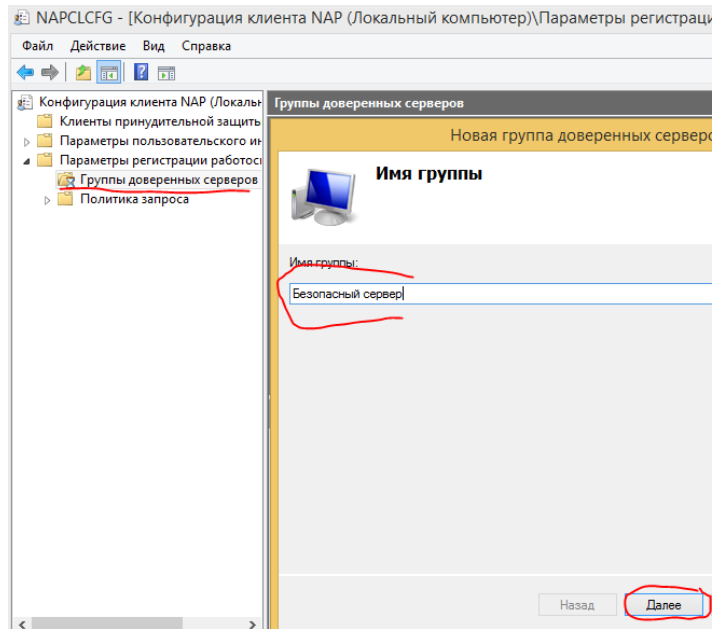 NAPCLCFG - [Конфигурация клиента NAP (Локальный компьютер)\Параметры регистраци
Файл Действие Вид Справка
Конфигурация клиента NAP (Локальн
Клиенты принудительной защить
Параметры пользовательского ин
Параметры регистрации работос
Группы доверенных серверов
Политика запроса
Группы доверенных серверов
Новая группа доверенных серверо
Имя группы
Имя группы:
Безопасный сервер
Назад Далее